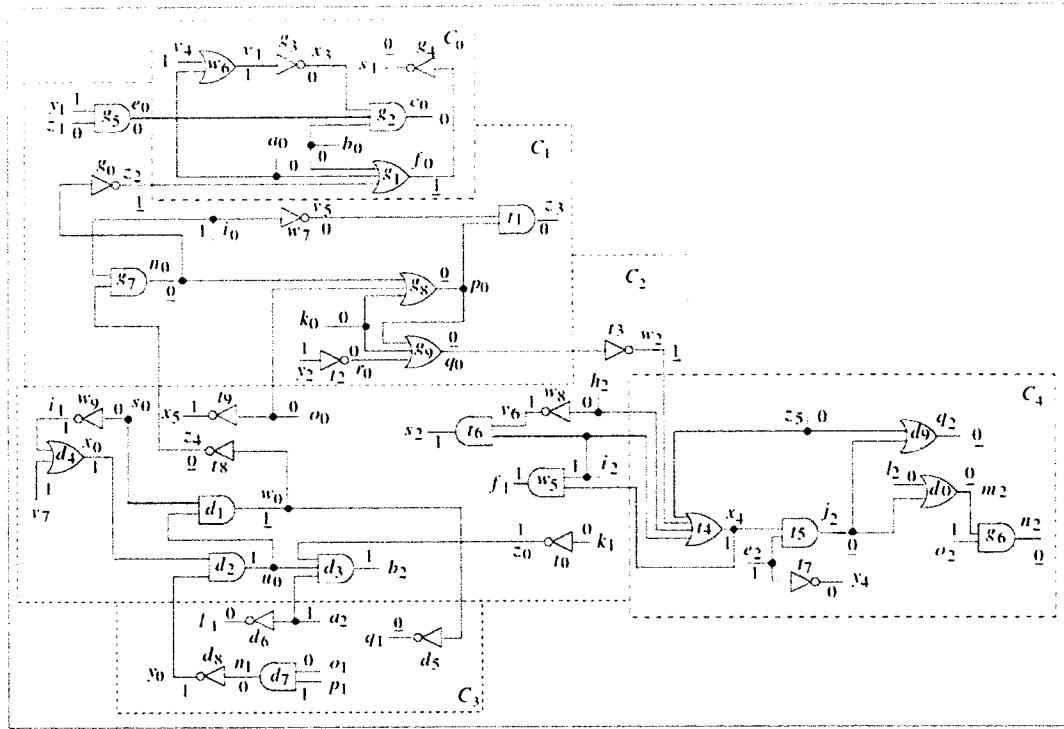 C0
v4 v1 g3 x3 0 g4
1 w6 1 0 s1
y1 1 e0 g2 c0 0
z1 0 g5 0
a0 0 b0 f0
0 g1 1
C1
g0 z2
1
v5 t1 z3
1 i0 w7 0 0
n0 0 p0
g7 0 g8
C2
k0 0 t3 w2
1 0 g9 0 1
y2 t2 r0 q0
w9 s0 t9 h2 C4
i1 0 1 0 v6 1 w8 0 z5 0 q2
x0 x5 o0 s2 t6 d9 0
d4 1 z4 1
0 t8 1 i2 l2 0 0
1 w0 f1 1 w5 x4 j2 d0 m2
v7 d1 1 t4 1 t5 0 1 n2
1 0 e2 o2 g6 0
d2 1 d3 1 z0 t0 k1 1 t7
u0 b2 0 y4
l1 0 1 a2 0
d6 q1 d5
d8 n1 0 o1
y0 1 0 d7 1 p1
C3